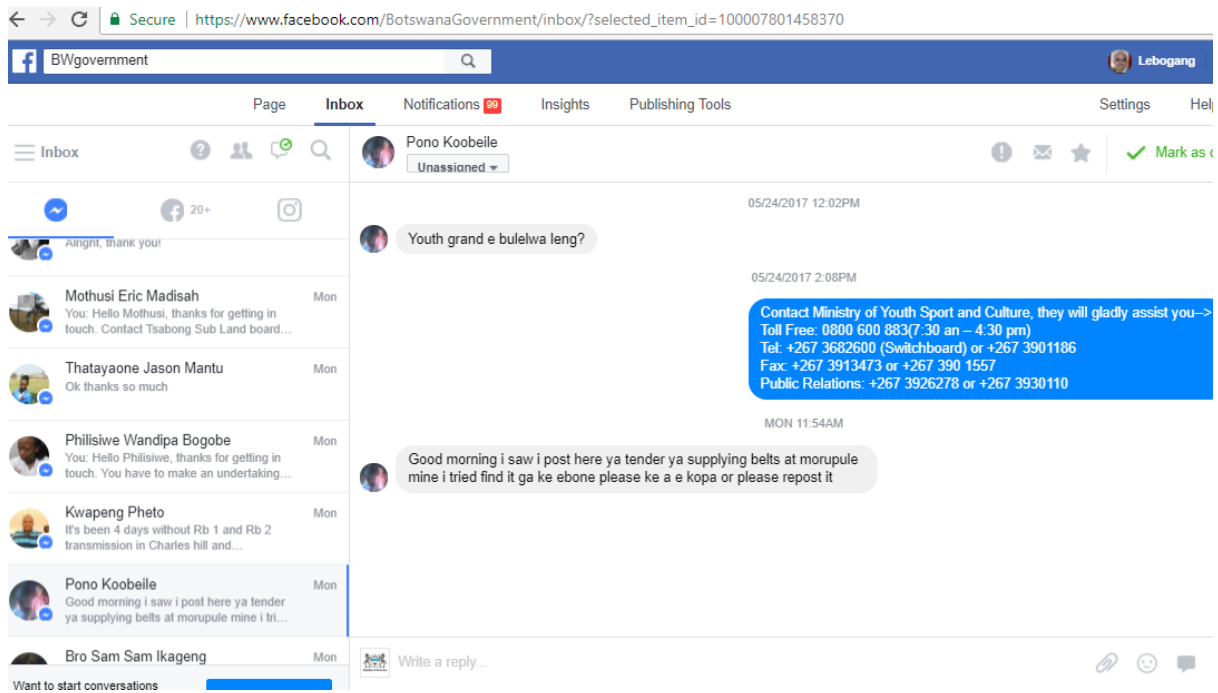 Secure | https://www.facebook.com/BotswanaGovernment/inbox/?selected_item_id=100007801458370
f BWgovernment
Lebogang
Page Inbox Notifications 99 Insights Publishing Tools
Settings Hel
Inbox
20+
Alright, thank you!
Mothusi Eric Madisah Mon
You: Hello Mothusi, thanks for getting in
touch. Contact Tsabong Sub Land board...
Thatayaone Jason Mantu Mon
Ok thanks so much
Philisiwe Wandipa Bogobe Mon
You: Hello Philisiwe, thanks for getting in
touch. You have to make an undertaking...
Kwapeng Pheto Mon
It's been 4 days without Rb 1 and Rb 2
transmission in Charles hill and...
Pono Koobeile Mon
Good morning i saw i post here ya tender
ya supplying belts at morupule mine i tri...
Bro Sam Sam Ikageng Mon
Want to start conversations
Pono Koobeile
Unassigned
Mark as
05/24/2017 12:02PM
Youth grand e bulelwa leng?
05/24/2017 2:08PM
Contact Ministry of Youth Sport and Culture, they will gladly assist you-->
Toll Free: 0800 600 883(7:30 an – 4:30 pm)
Tel: +267 3682600 (Switchboard) or +267 3901186
Fax: +267 3913473 or +267 390 1557
Public Relations: +267 3926278 or +267 3930110
MON 11:54AM
Good morning i saw i post here ya tender ya supplying belts at morupule
mine i tried find it ga ke ebone please ke a e kopa or please repost it
Write a reply...